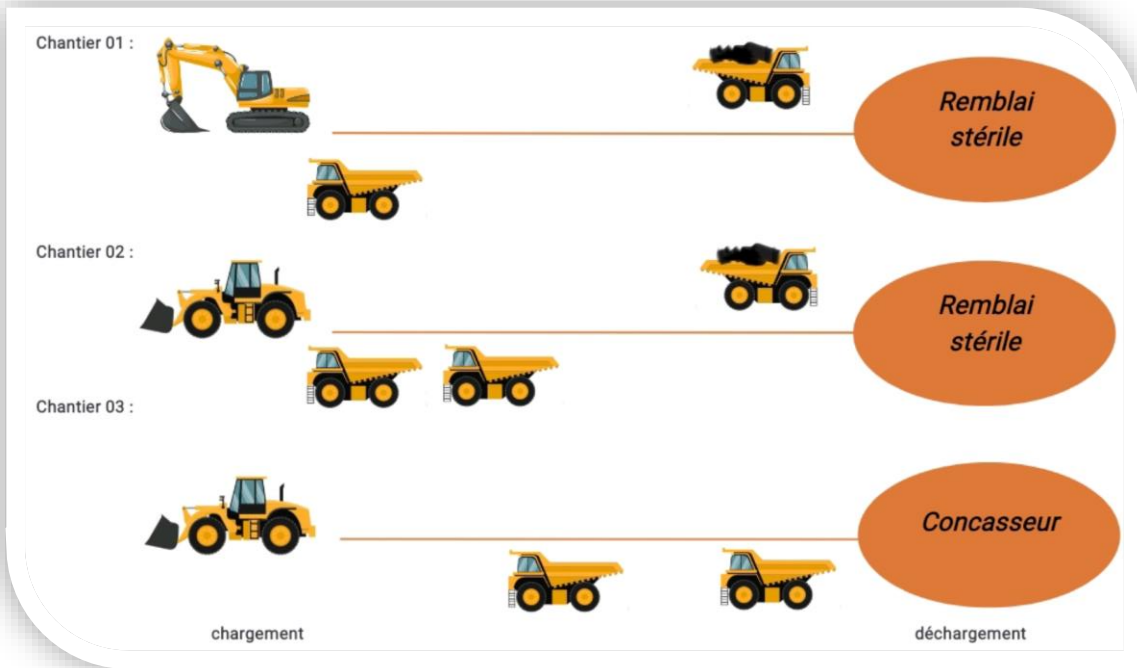 Chantier 01 :
Remblai
stérile
Chantier 02 :
Remblai
stérile
Chantier 03 :
Concasseur
chargement
déchargement